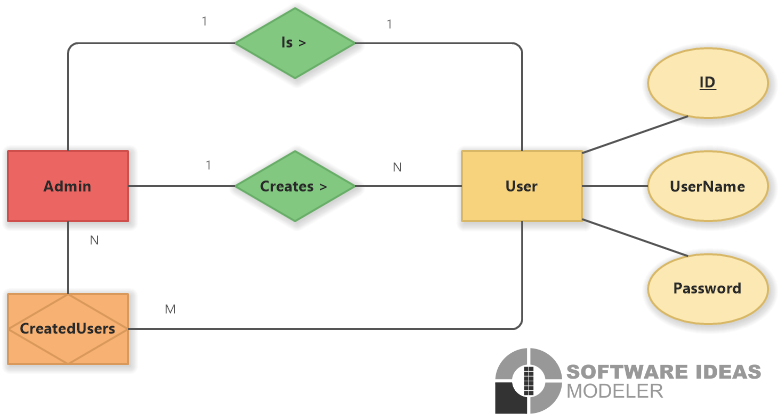 1
Is >
1
ID
Admin
1
Creates >
N
User
UserName
N
Password
M
CreatedUsers
SOFTWARE IDEAS
MODELER